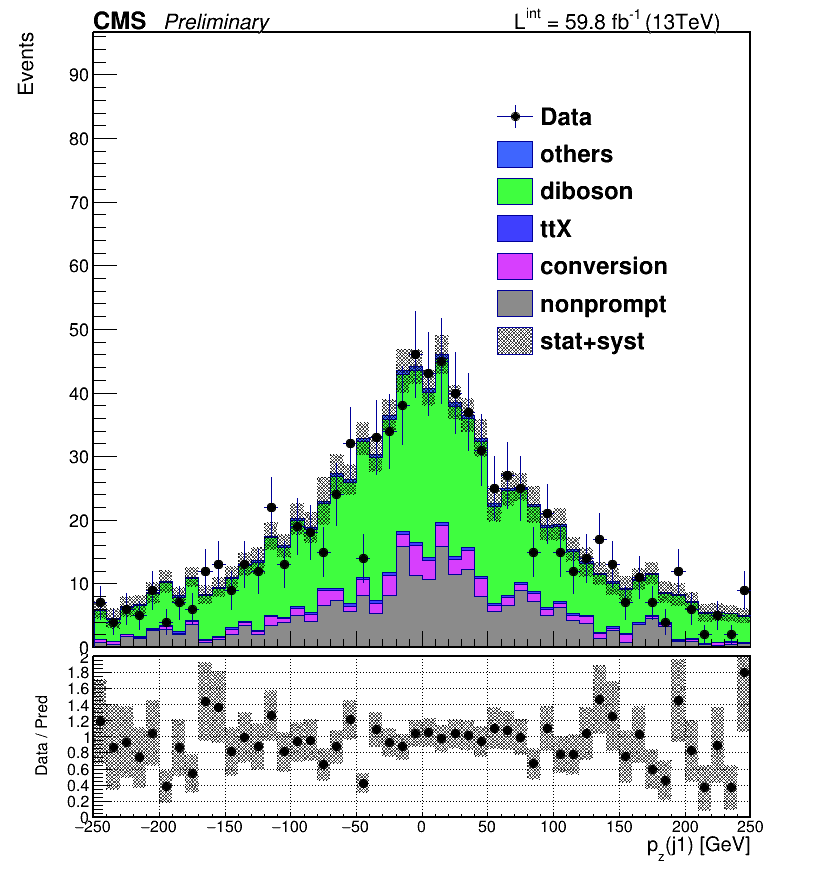 CMS Preliminary L^int = 59.8 fb^-1 (13TeV)
Events
90
80
70
60
50
40
30
20
10
0
Data
others
diboson
ttX
conversion
nonprompt
stat+syst
Data / Pred
2
1.8
1.6
1.4
1.2
1
0.8
0.6
0.4
0.2
0
−250 −200 −150 −100 −50 0 50 100 150 200 250
p_z(j1) [GeV]